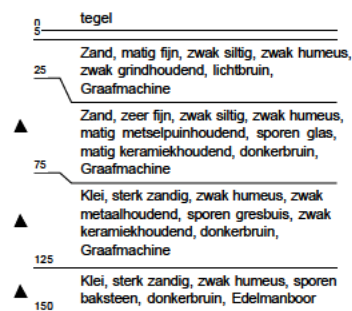 0 tegel
5
Zand, matig fijn, zwak siltig, zwak humeus,
zwak grindhoudend, lichtbruin,
Graafmachine
25
Zand, zeer fijn, zwak siltig, zwak humeus,
matig metselpuinhoudend, sporen glas,
matig keramiekhoudend, donkerbruin,
Graafmachine
75
Klei, sterk zandig, zwak humeus, zwak
metaalhoudend, sporen gresbuis, zwak
keramiekhoudend, donkerbruin,
Graafmachine
125
Klei, sterk zandig, zwak humeus, sporen
baksteen, donkerbruin, Edelmanboor
150